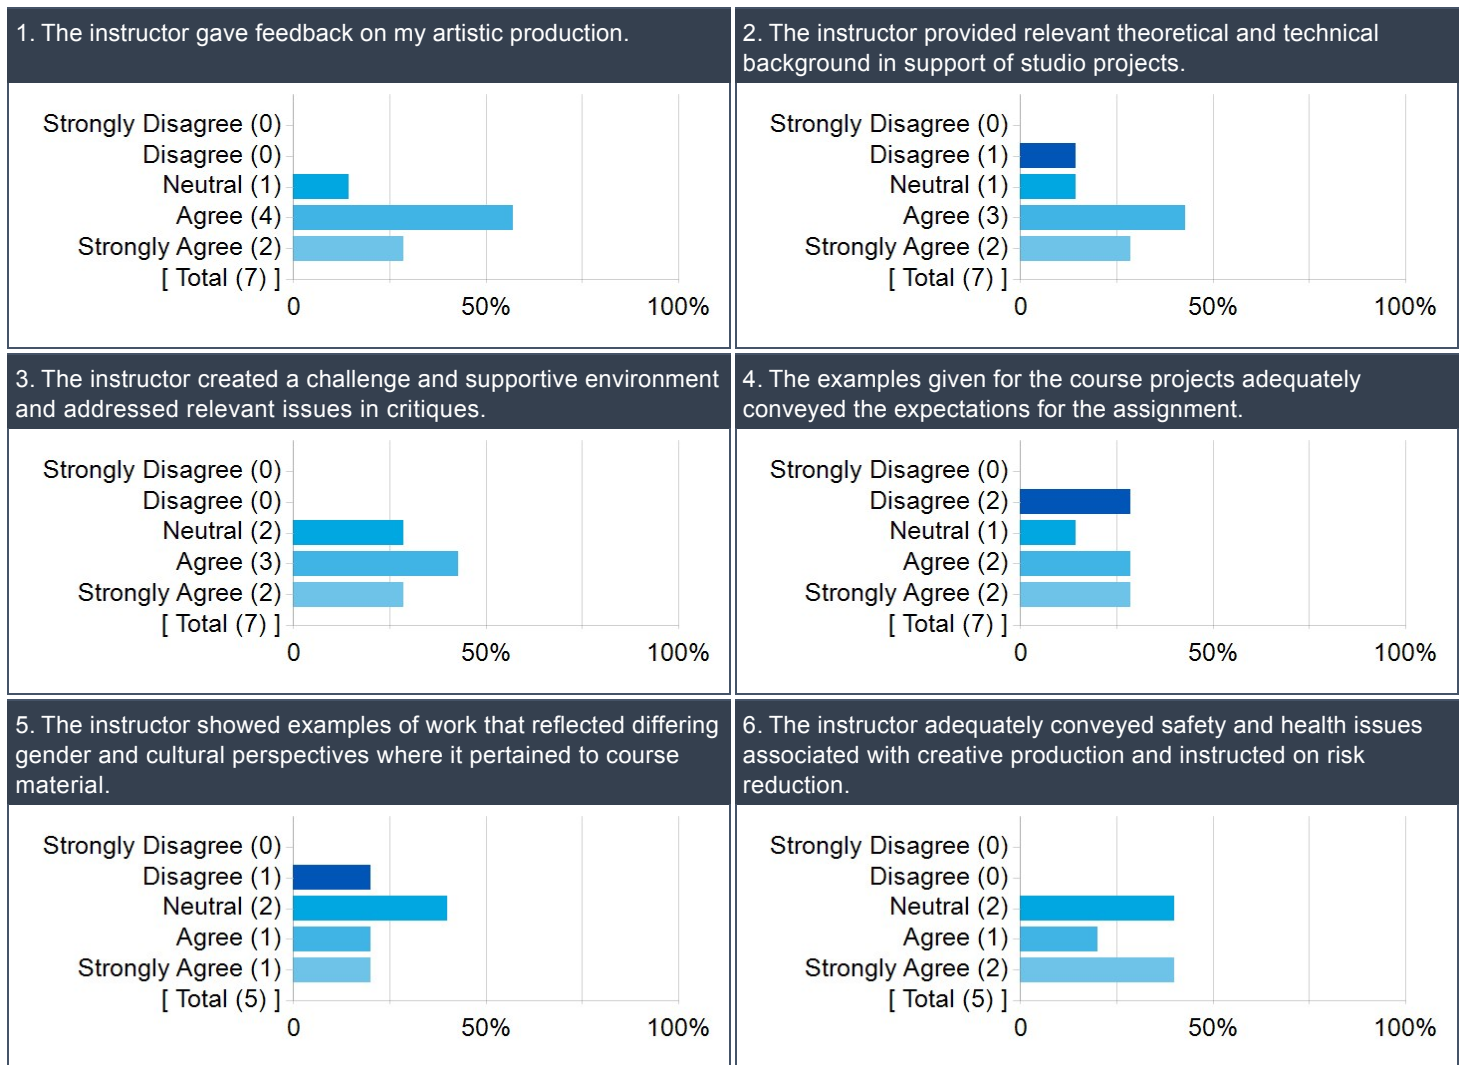 1. The instructor gave feedback on my artistic production.
Strongly Disagree (0)
Disagree (0)
Neutral (1)
Agree (4)
Strongly Agree (2)
[ Total (7) ]
0 50% 100%
2. The instructor provided relevant theoretical and technical
background in support of studio projects.
Strongly Disagree (0)
Disagree (1)
Neutral (1)
Agree (3)
Strongly Agree (2)
[ Total (7) ]
0 50% 100%
3. The instructor created a challenge and supportive environment
and addressed relevant issues in critiques.
Strongly Disagree (0)
Disagree (0)
Neutral (2)
Agree (3)
Strongly Agree (2)
[ Total (7) ]
0 50% 100%
4. The examples given for the course projects adequately
conveyed the expectations for the assignment.
Strongly Disagree (0)
Disagree (2)
Neutral (1)
Agree (2)
Strongly Agree (2)
[ Total (7) ]
0 50% 100%
5. The instructor showed examples of work that reflected differing
gender and cultural perspectives where it pertained to course
material.
Strongly Disagree (0)
Disagree (1)
Neutral (2)
Agree (1)
Strongly Agree (1)
[ Total (5) ]
0 50% 100%
6. The instructor adequately conveyed safety and health issues
associated with creative production and instructed on risk
reduction.
Strongly Disagree (0)
Disagree (0)
Neutral (2)
Agree (1)
Strongly Agree (2)
[ Total (5) ]
0 50% 100%